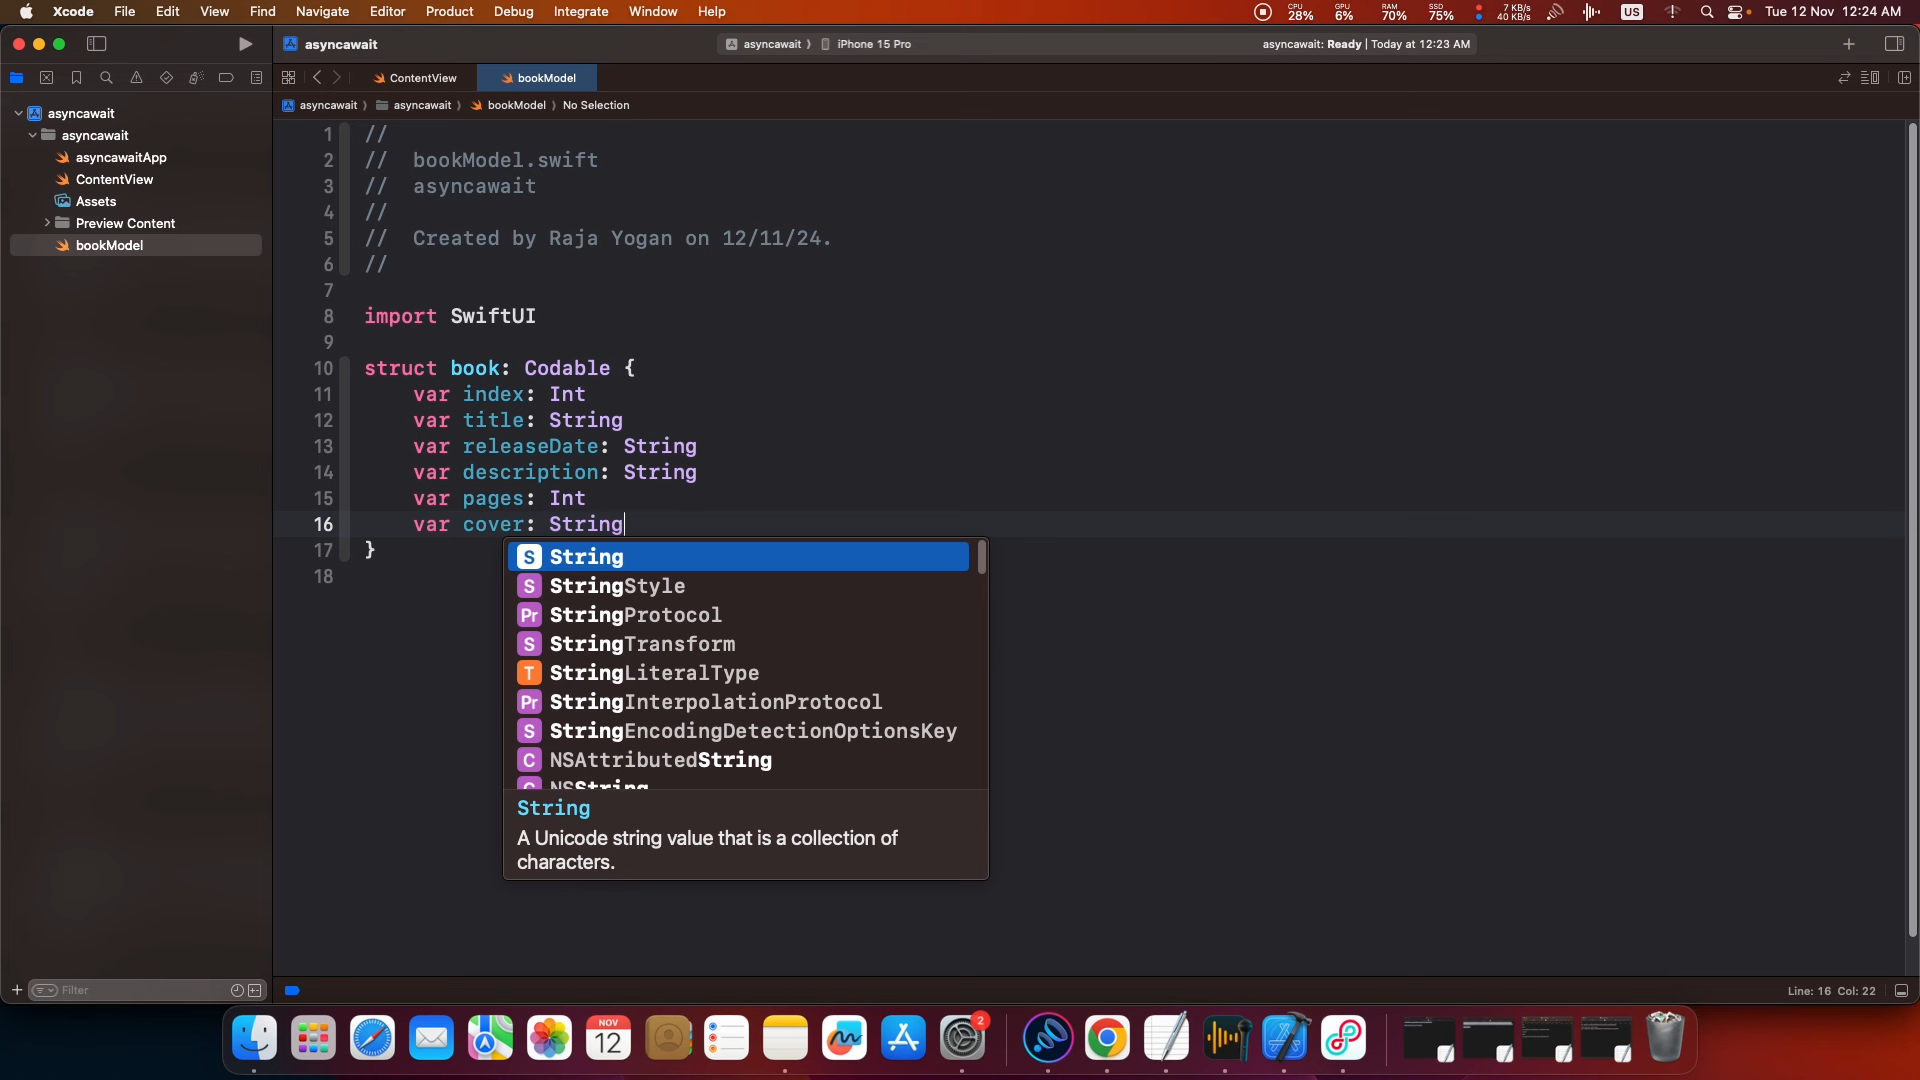 Xcode File Edit View Find Navigate Editor Product Debug Integrate Window Help
CPU 28% GPU 6% RAM 70% SSD 75% 7 KB/s 40 KB/s US Tue 12 Nov 12:24 AM
asyncawait
asyncawait iPhone 15 Pro
asyncawait: Ready | Today at 12:23 AM
ContentView
bookModel
asyncawait asyncawait bookModel No Selection
asyncawait
asyncawait
asyncawaitApp
ContentView
Assets
Preview Content
bookModel
1 //
2 // bookModel.swift
3 // asyncawait
4 //
5 // Created by Raja Yogan on 12/11/24.
6 //
7
8 import SwiftUI
9
10 struct book: Codable {
11 var index: Int
12 var title: String
13 var releaseDate: String
14 var description: String
15 var pages: Int
16 var cover: String
17 }
18
S String
S StringStyle
Pr StringProtocol
S StringTransform
T StringLiteralType
Pr StringInterpolationProtocol
S StringEncodingDetectionOptionsKey
C NSAttributedString
C NSString
String
A Unicode string value that is a collection of
characters.
Filter
Line: 16 Col: 22
NOV
12
2